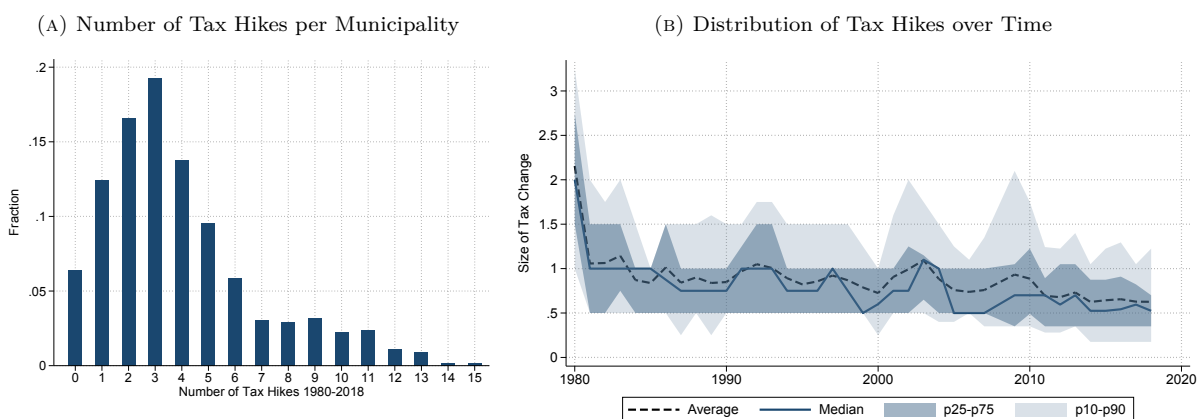 (A) Number of Tax Hikes per Municipality
.2
.15
.1
.05
0
Fraction
0 1 2 3 4 5 6 7 8 9 10 11 12 13 14 15
Number of Tax Hikes 1980-2018
(B) Distribution of Tax Hikes over Time
3
2.5
2
1.5
1
.5
0
Size of Tax Change
1980 1990 2000 2010 2020
Average Median p25-p75 p10-p90